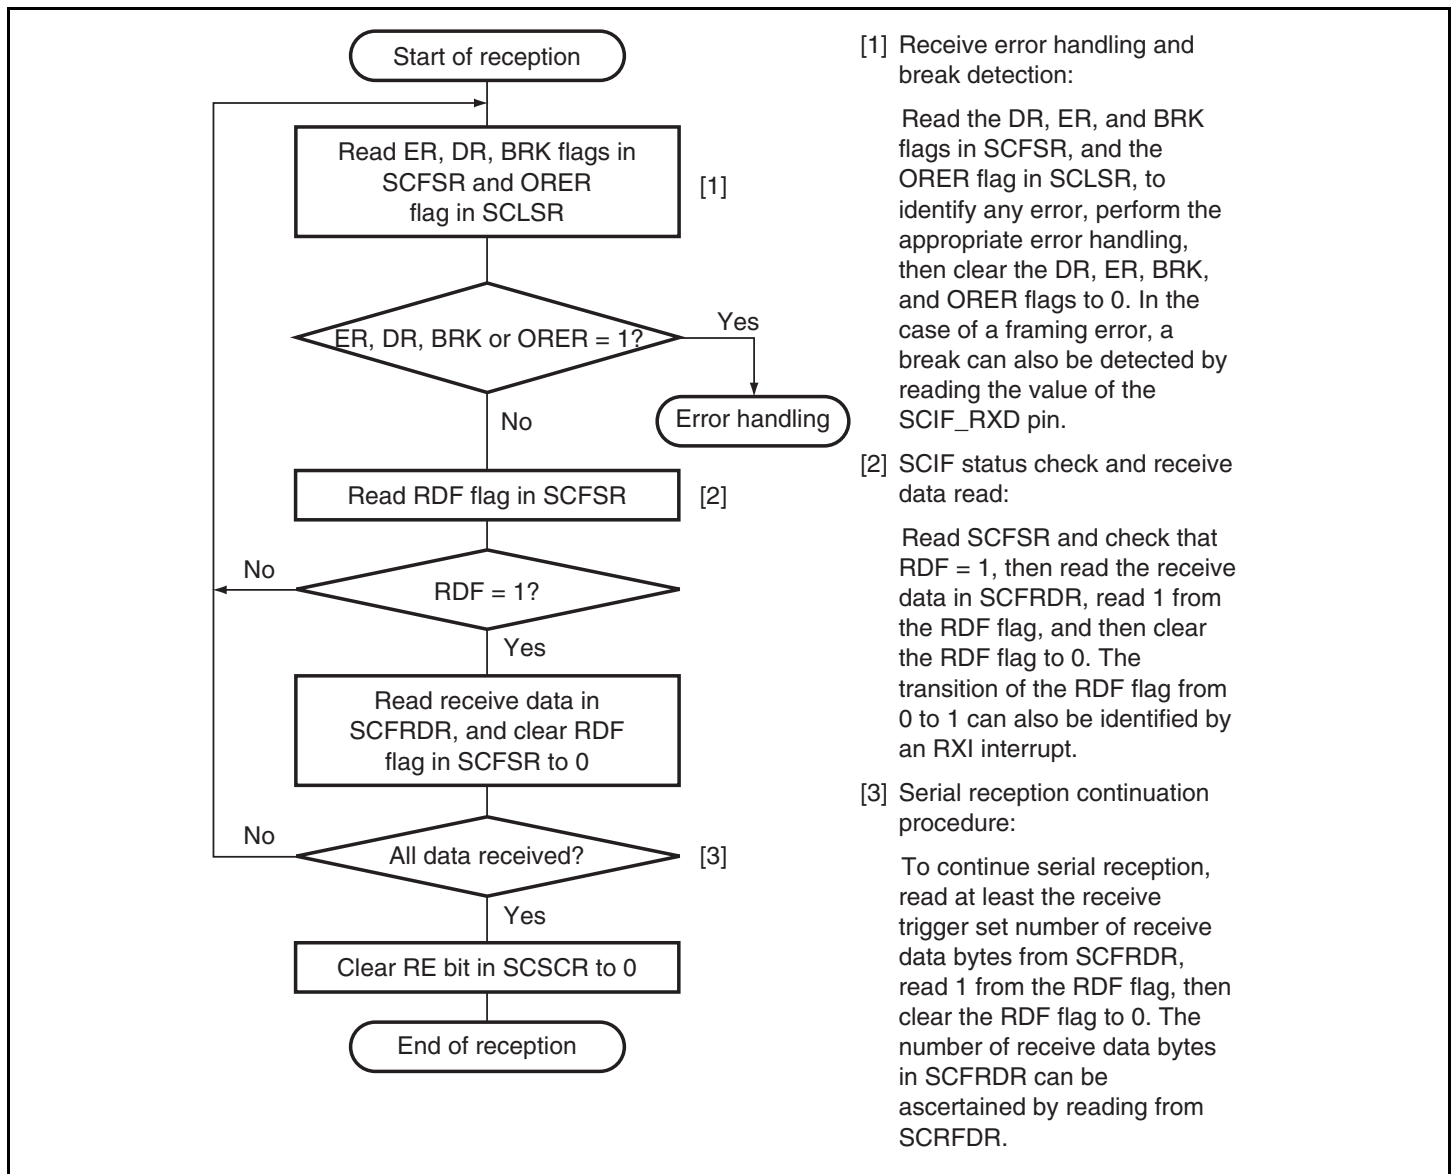 Start of reception
Read ER, DR, BRK flags in
SCFSR and ORER
flag in SCLSR
[1]
ER, DR, BRK or ORER = 1?
Yes
Error handling
No
Read RDF flag in SCFSR
[2]
RDF = 1?
No
Yes
Read receive data in
SCFRDR, and clear RDF
flag in SCFSR to 0
All data received?
[3]
No
Yes
Clear RE bit in SCSCR to 0
End of reception
[1] Receive error handling and
break detection:
Read the DR, ER, and BRK
flags in SCFSR, and the
ORER flag in SCLSR, to
identify any error, perform the
appropriate error handling,
then clear the DR, ER, BRK,
and ORER flags to 0. In the
case of a framing error, a
break can also be detected by
reading the value of the
SCIF_RXD pin.
[2] SCIF status check and receive
data read:
Read SCFSR and check that
RDF = 1, then read the receive
data in SCFRDR, read 1 from
the RDF flag, and then clear
the RDF flag to 0. The
transition of the RDF flag from
0 to 1 can also be identified by
an RXI interrupt.
[3] Serial reception continuation
procedure:
To continue serial reception,
read at least the receive
trigger set number of receive
data bytes from SCFRDR,
read 1 from the RDF flag, then
clear the RDF flag to 0. The
number of receive data bytes
in SCFRDR can be
ascertained by reading from
SCRFDR.